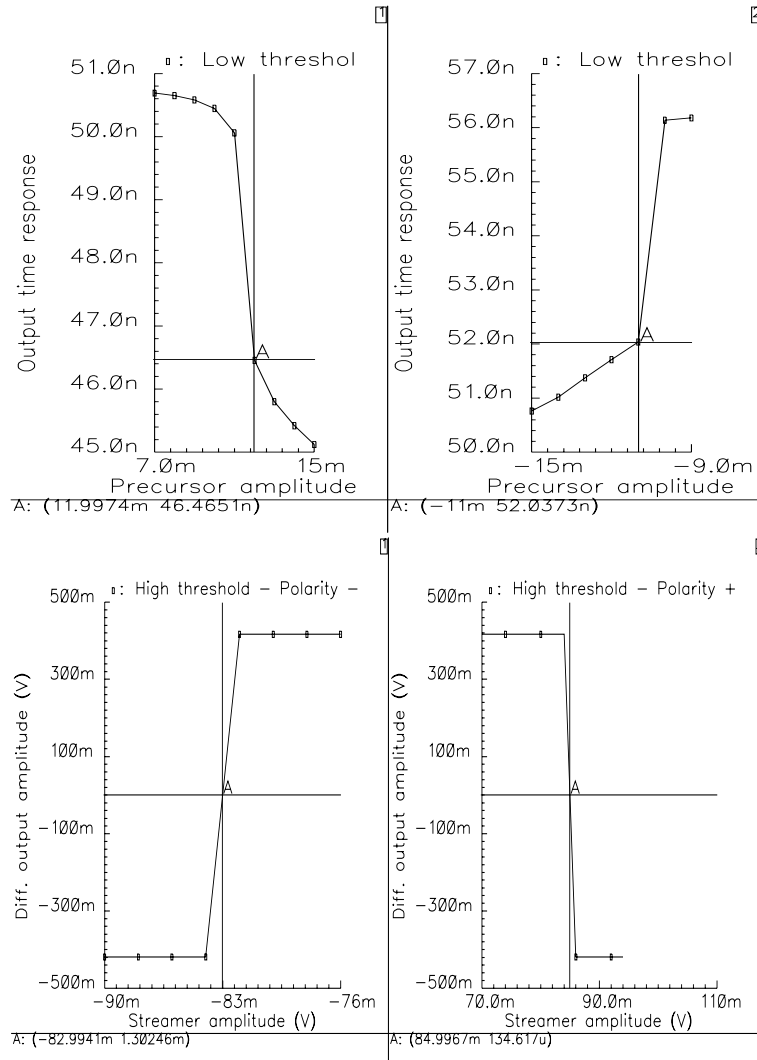 1
□: Low threshol
51.0n
50.0n
49.0n
48.0n
47.0n
46.0n
45.0n
Output time response
7.0m 15m
Precursor amplitude
A: (11.9974m 46.4651n)
2
□: Low threshol
57.0n
56.0n
55.0n
54.0n
53.0n
52.0n
51.0n
50.0n
Output time response
A
A
-15m -9.0m
Precursor amplitude
A: (-11m 52.0373n)
1
□: High threshold - Polarity -
500m
300m
100m
-100m
-300m
-500m
Diff. output amplitude (V)
A
-90m -83m -76m
Streamer amplitude (V)
A: (-82.9941m 1.30246m)
□: High threshold - Polarity +
500m
300m
100m
-100m
-300m
-500m
Diff. output amplitude (V)
A
70.0m 90.0m 110m
Streamer amplitude (V)
A: (84.9967m 134.617u)